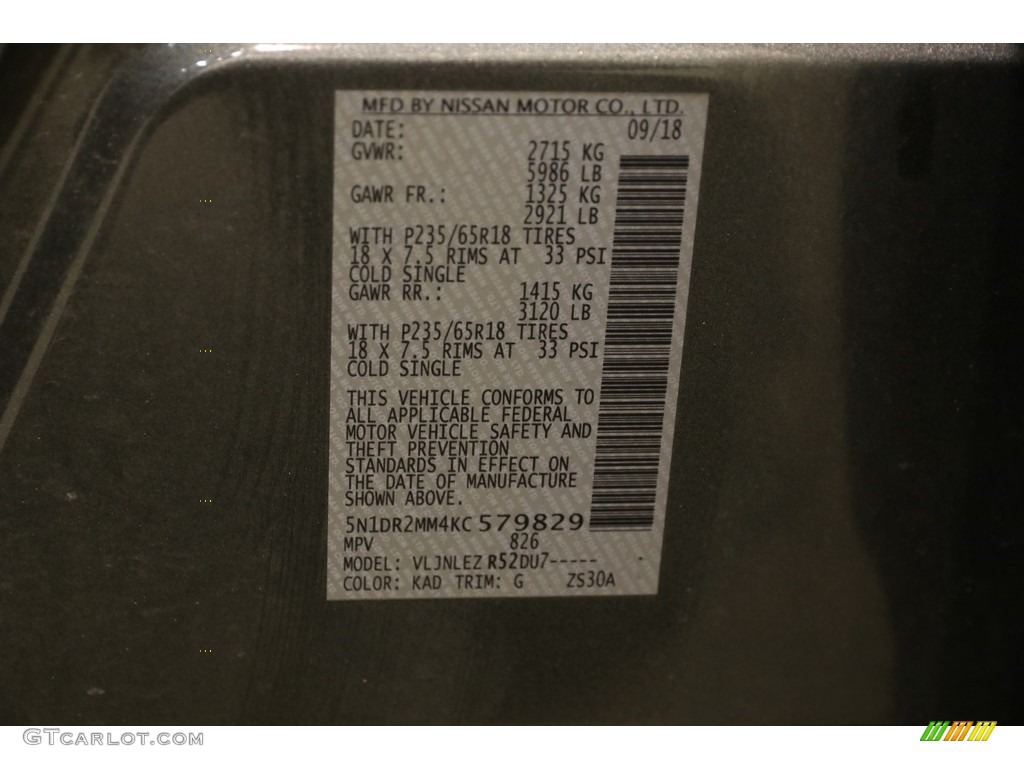 MFD BY NISSAN MOTOR CO., LTD.
DATE: 09/18
GVWR: 2715 KG
5986 LB
GAWR FR.: 1325 KG
2921 LB
WITH P235/65R18 TIRES
18 X 7.5 RIMS AT 33 PSI
COLD SINGLE
GAWR RR.: 1415 KG
3120 LB
WITH P235/65R18 TIRES
18 X 7.5 RIMS AT 33 PSI
COLD SINGLE
THIS VEHICLE CONFORMS TO
ALL APPLICABLE FEDERAL
MOTOR VEHICLE SAFETY AND
THEFT PREVENTION
STANDARDS IN EFFECT ON
THE DATE OF MANUFACTURE
SHOWN ABOVE.
5N1DR2MM4KC 579829
MPV 826
MODEL: VLJNLEZ R52DU7-----
COLOR: KAD TRIM: G ZS30A
GTCARLOT.COM